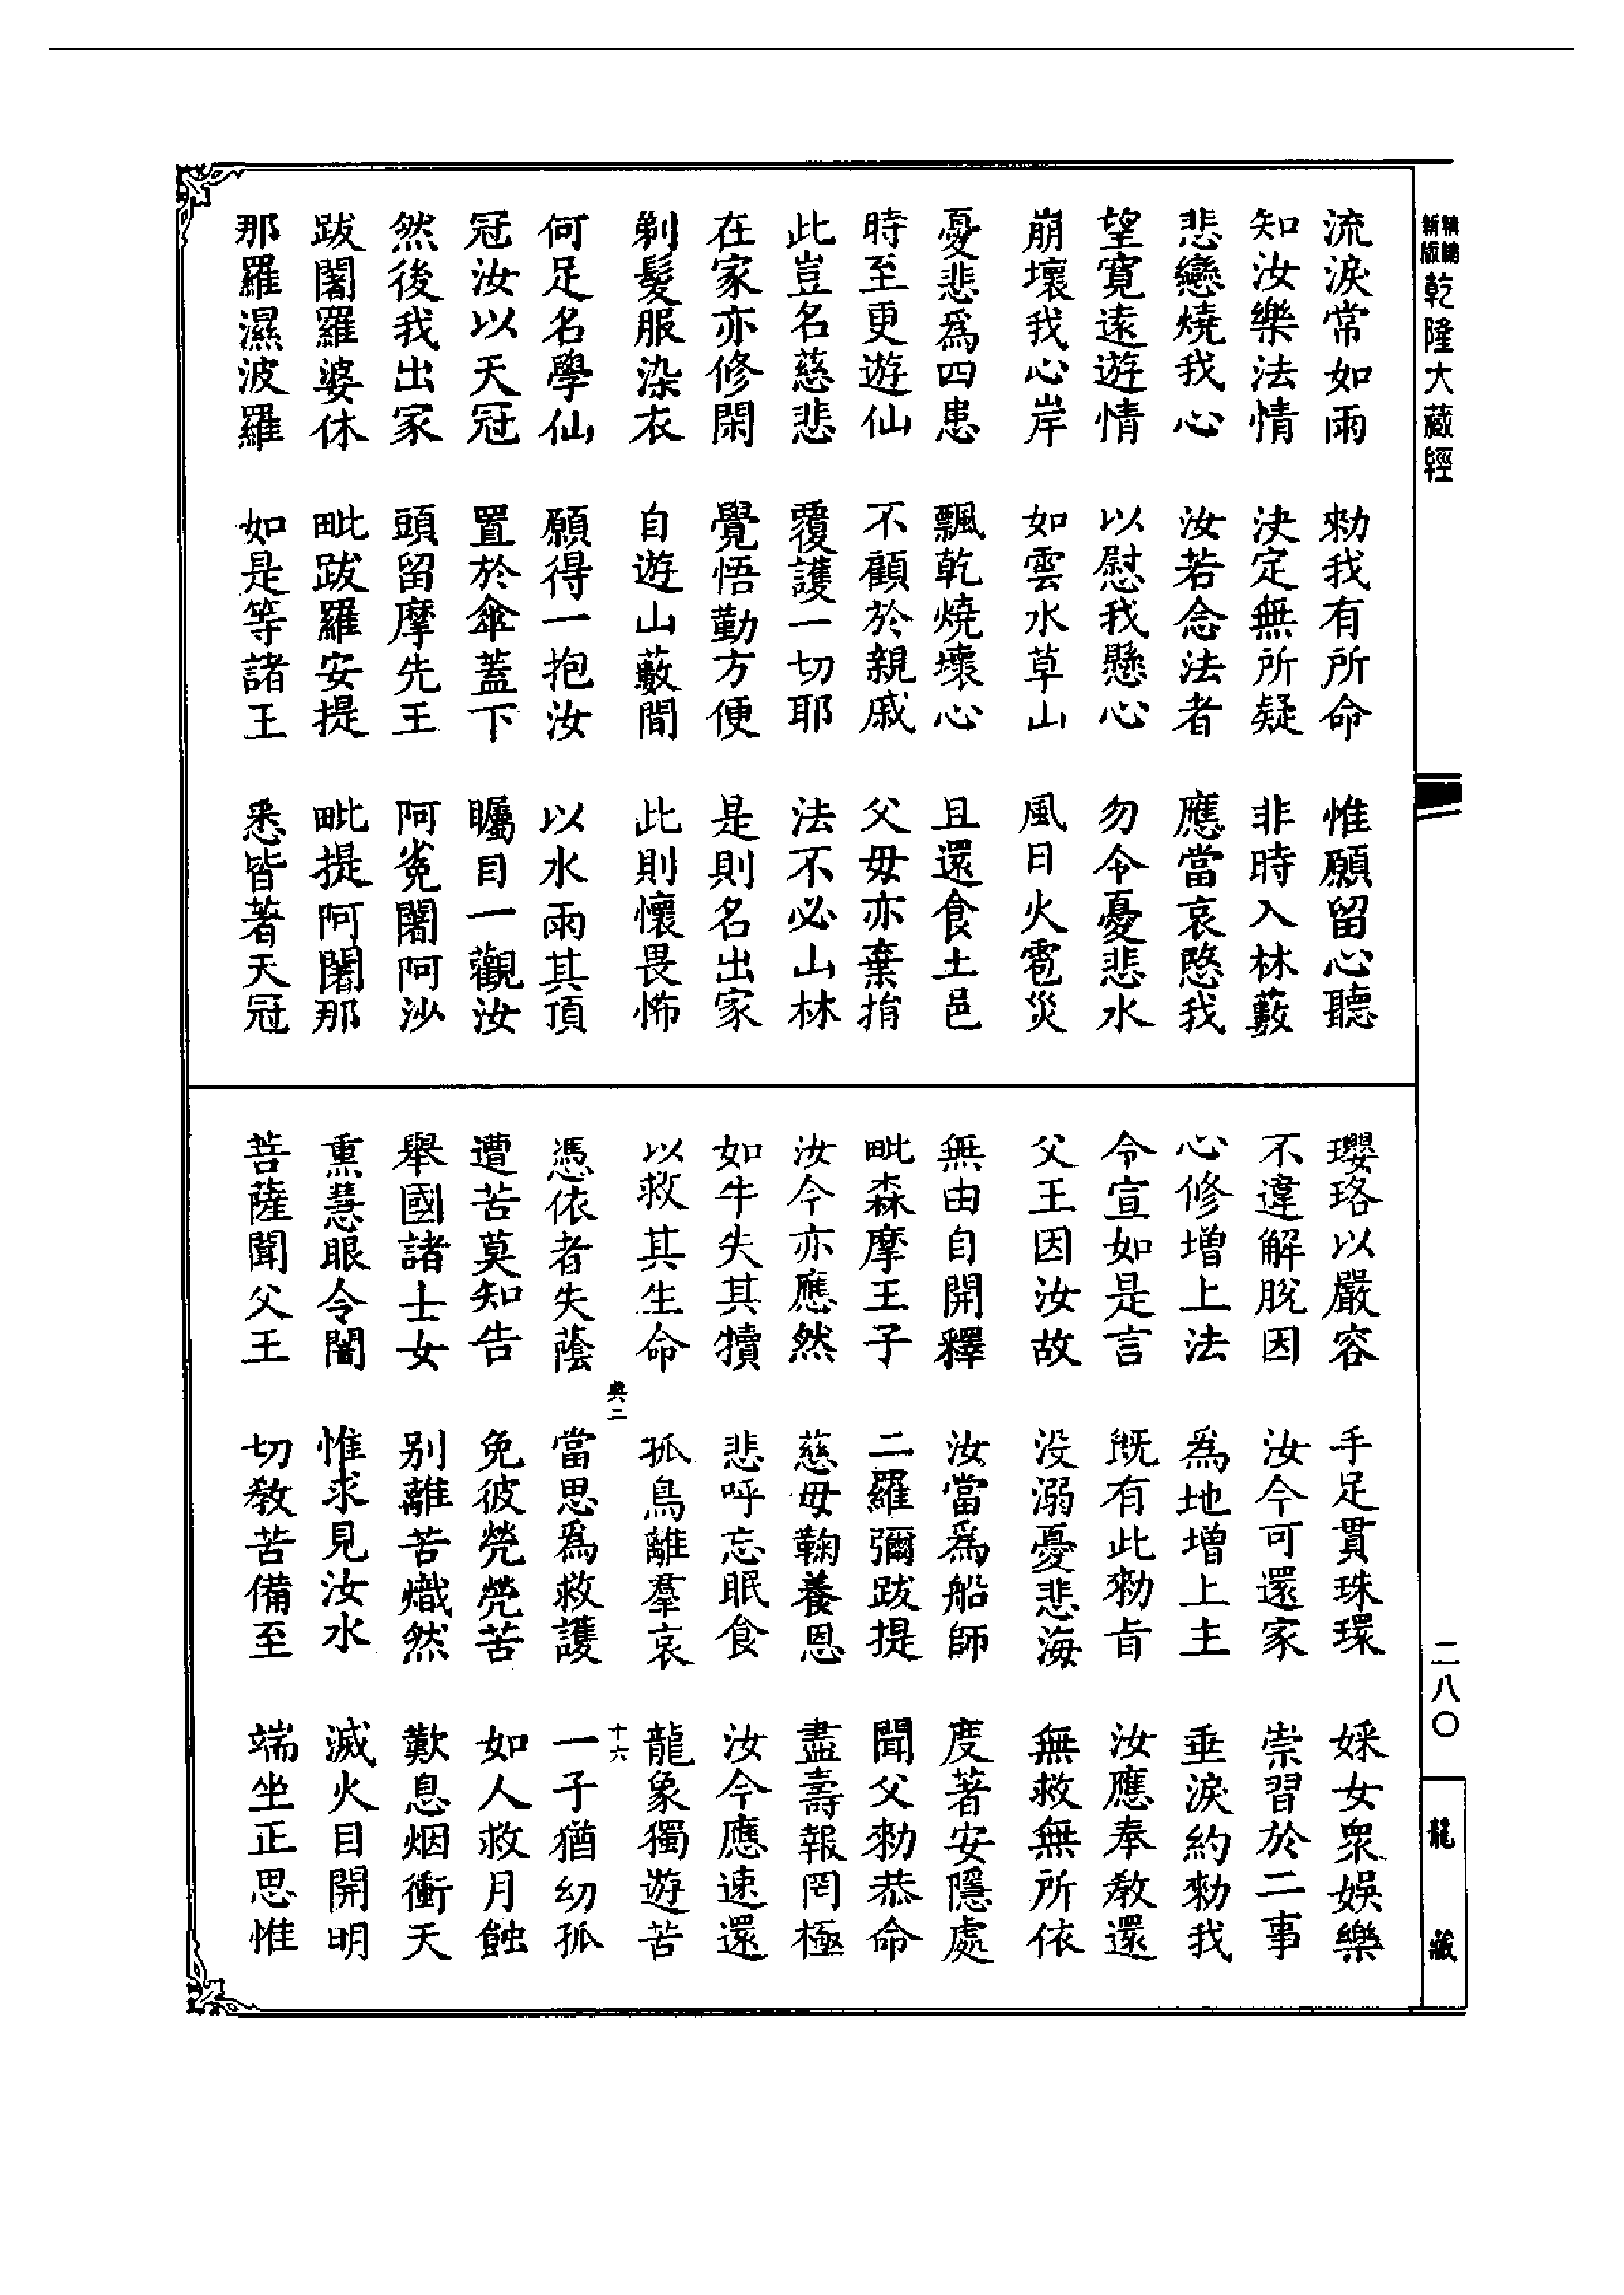 新編縮版
乾隆大藏經
流淚常如雨　勑我有所命　惟願留心聽
知汝樂法情　決定無所疑　非時入林藪
悲戀燒我心　汝若念法者　應當哀愍我
望寬遠遊情　以慰我懸心　勿令憂悲水
崩壞我心岸　如雲水草山　風日火雹災
憂悲為四患　飄乾燒壞心　且還食土邑
時至更遊仙　不顧於親戚　父母亦棄捐
此豈名慈悲　覆護一切耶　法不必山林
在家亦修閑　覺悟勤方便　是則名出家
剃髮服染衣　自遊山藪間　此則懷畏怖
何足名學仙　願得一抱汝　以水雨其頂
冠汝以天冠　置於傘蓋下　矚目一觀汝
然後我出家　頭留摩先王　阿㝹闍阿沙
跋闍羅婆休　毗跋羅安提　毗提阿闍那
那羅濕波羅　如是等諸王　悉皆著天冠
瓔珞以嚴容　手足貫珠環　婇女眾娛樂
不違解脫因　汝今可還家　崇習於二事
心修增上法　為地增上主　垂淚約勑我
令宣如是言　既有此勑旨　汝應奉教還
父王因汝故　沒溺憂悲海　無救無所依
無由自開釋　汝當為船師　度著安隱處
毗森摩王子　二羅彌跋提　聞父勑恭命
汝今亦應然　慈母鞠養恩　盡壽報罔極
如牛失其犢　悲呼忘眠食　汝今應速還
以救其生命　孤鳥離羣哀　龍象獨遊苦
典二　十六
憑依者失蔭　當思為救護　一子猶幼孤
遭苦莫知告　免彼煢煢苦　如人救月蝕
舉國諸士女　別離苦熾然　歎息烟衝天
熏慧眼令闇　惟求見汝水　滅火目開明
菩薩聞父王　切教苦備至　端坐正思惟
二八〇
龍藏